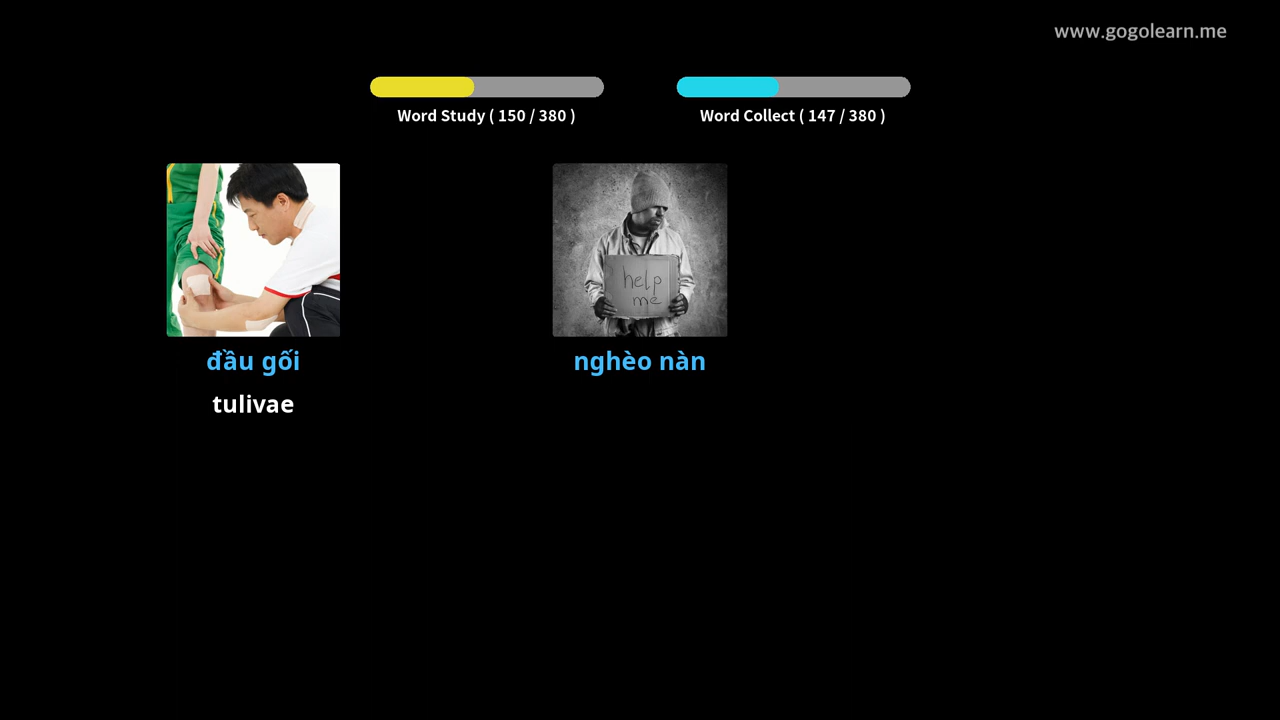 www.gogolearn.me
Word Study ( 150 / 380 )
Word Collect ( 147 / 380 )
help
me
đầu gối
nghèo nàn
tulivae